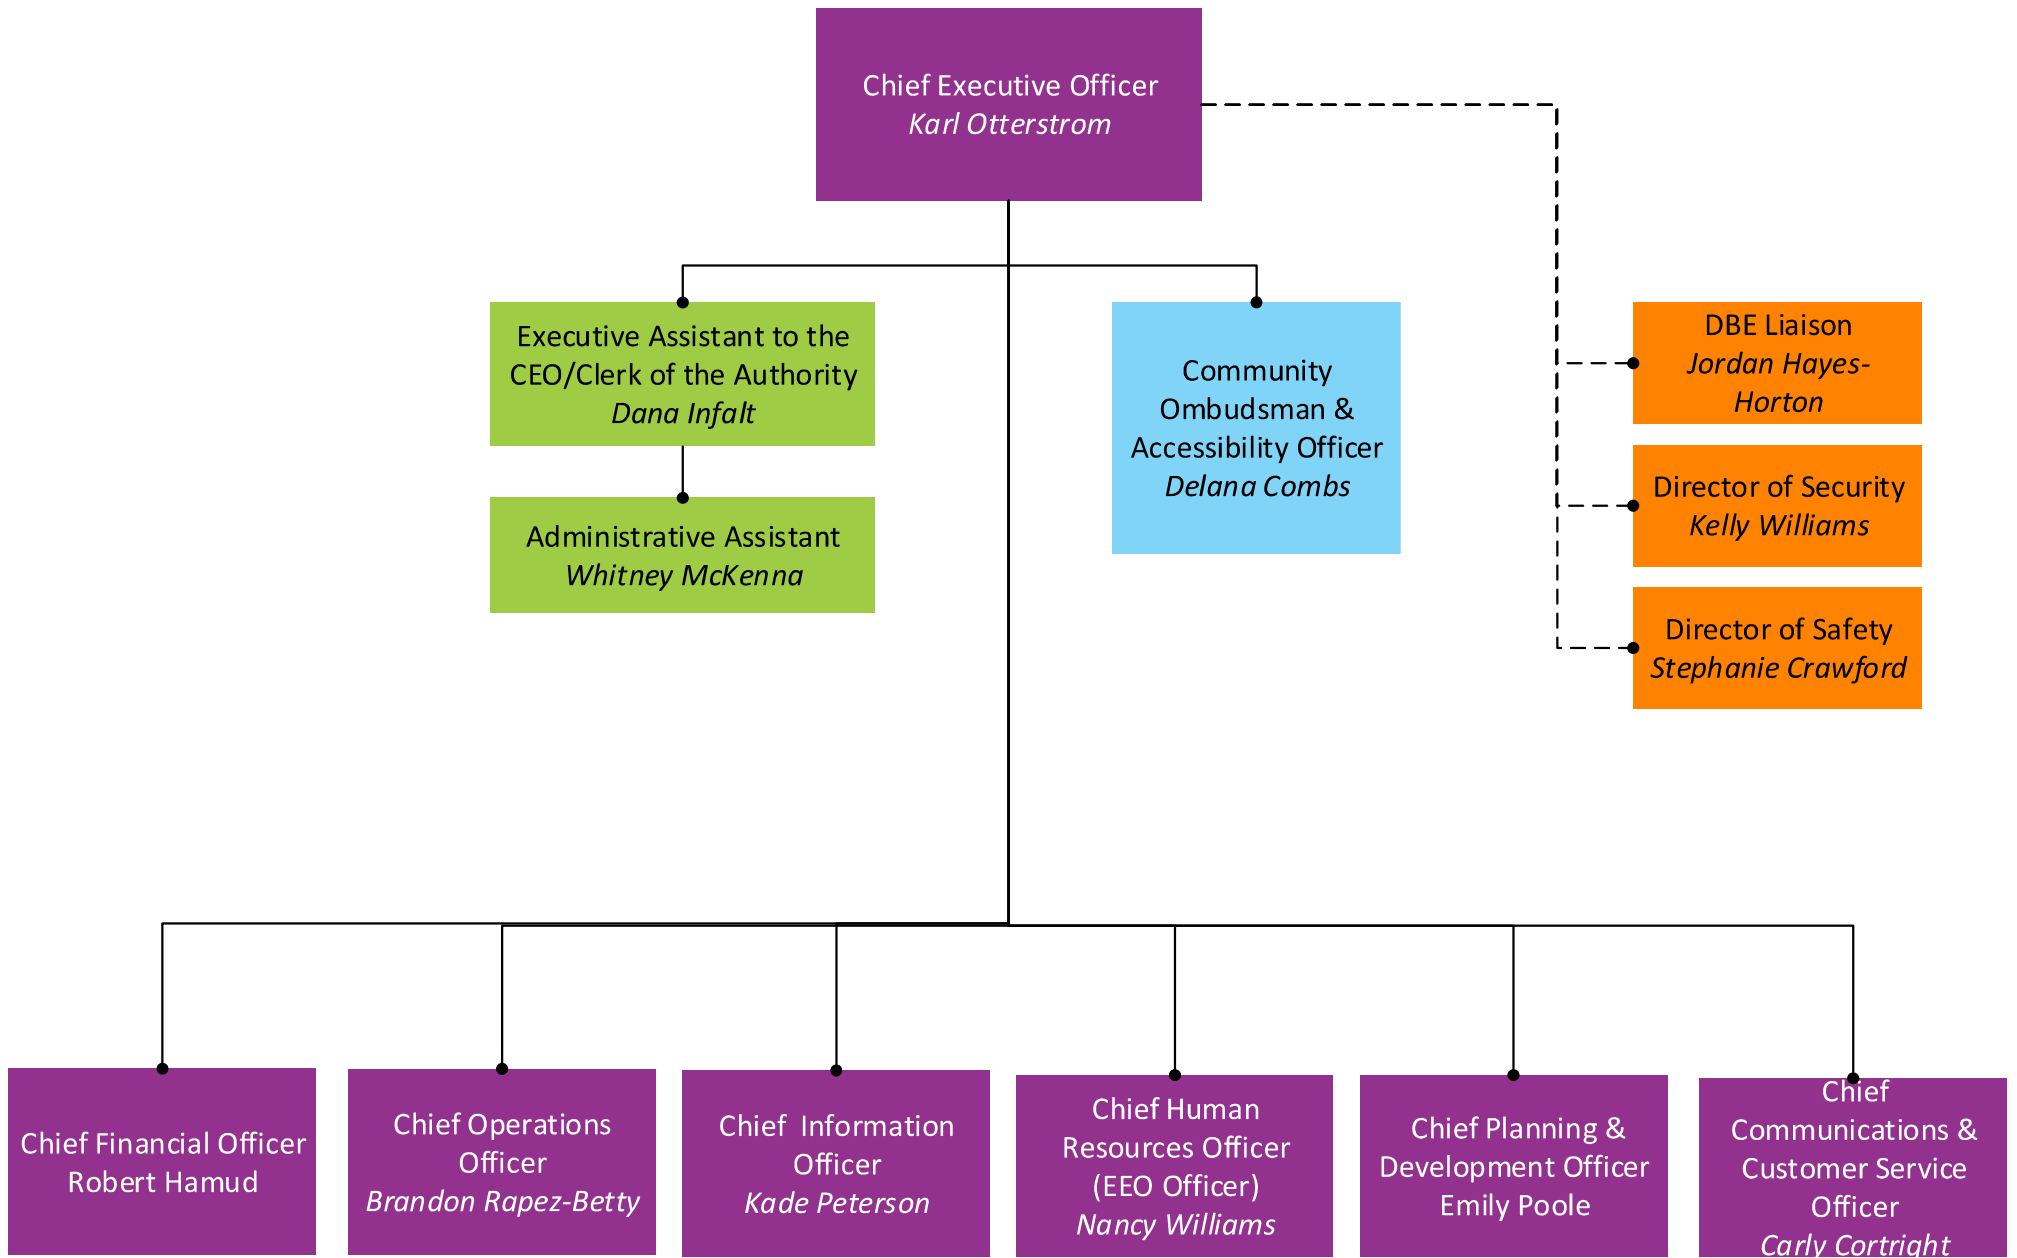 Chief Executive Officer
Karl Otterstrom
Executive Assistant to the
CEO/Clerk of the Authority
Dana Infalt
Administrative Assistant
Whitney McKenna
Community
Ombudsman &
Accessibility Officer
Delana Combs
DBE Liaison
Jordan Hayes-
Horton
Director of Security
Kelly Williams
Director of Safety
Stephanie Crawford
Chief Financial Officer
Robert Hamud
Chief Operations
Officer
Brandon Rapez-Betty
Chief  Information
Officer
Kade Peterson
Chief Human
Resources Officer
(EEO Officer)
Nancy Williams
Chief Planning &
Development Officer
Emily Poole
Chief
Communications &
Customer Service
Officer
Carly Cortright